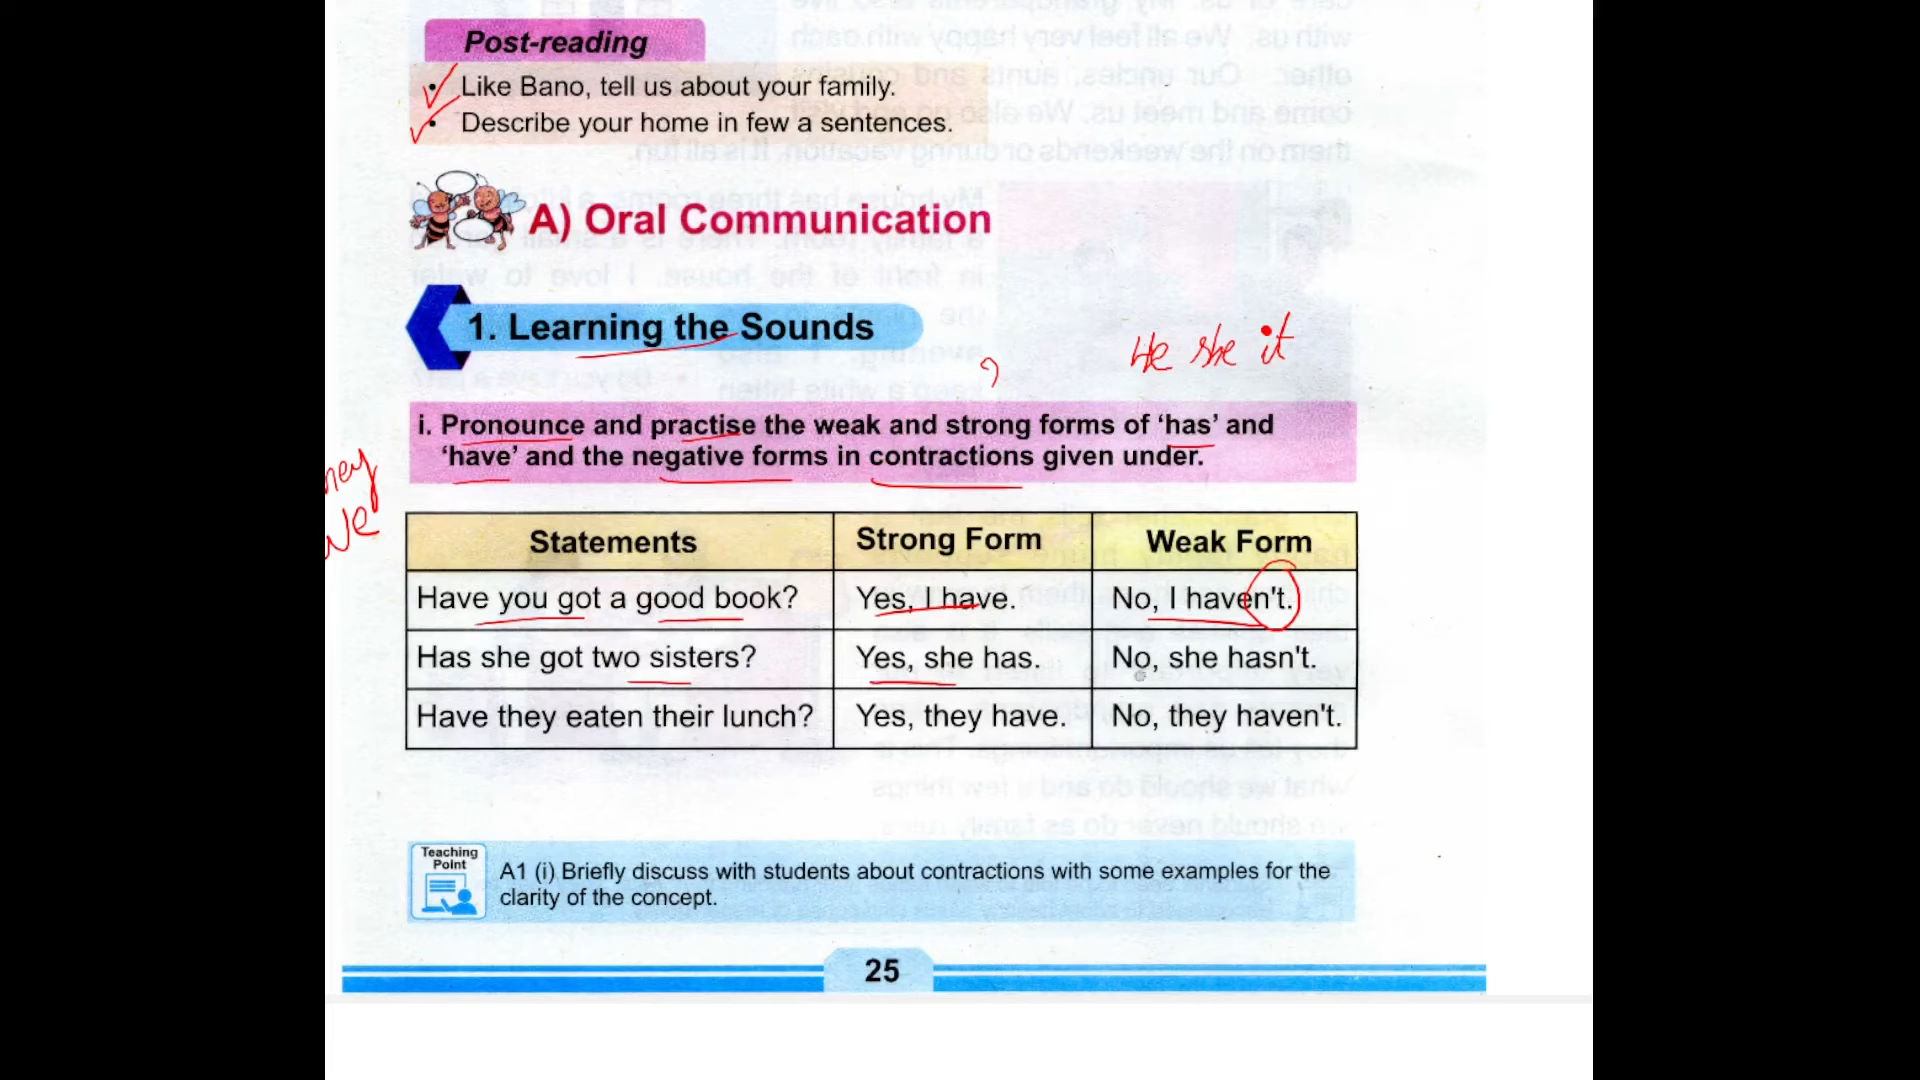 Post-reading
• Like Bano, tell us about your family.
• Describe your home in few a sentences.
A) Oral Communication
1. Learning the Sounds
He she it
i. Pronounce and practise the weak and strong forms of ‘has’ and
‘have’ and the negative forms in contractions given under.
hey
We
Statements Strong Form Weak Form
Have you got a good book? Yes, I have. No, I haven't.
Has she got two sisters? Yes, she has. No, she hasn't.
Have they eaten their lunch? Yes, they have. No, they haven't.
Teaching
Point
A1 (i) Briefly discuss with students about contractions with some examples for the
clarity of the concept.
25